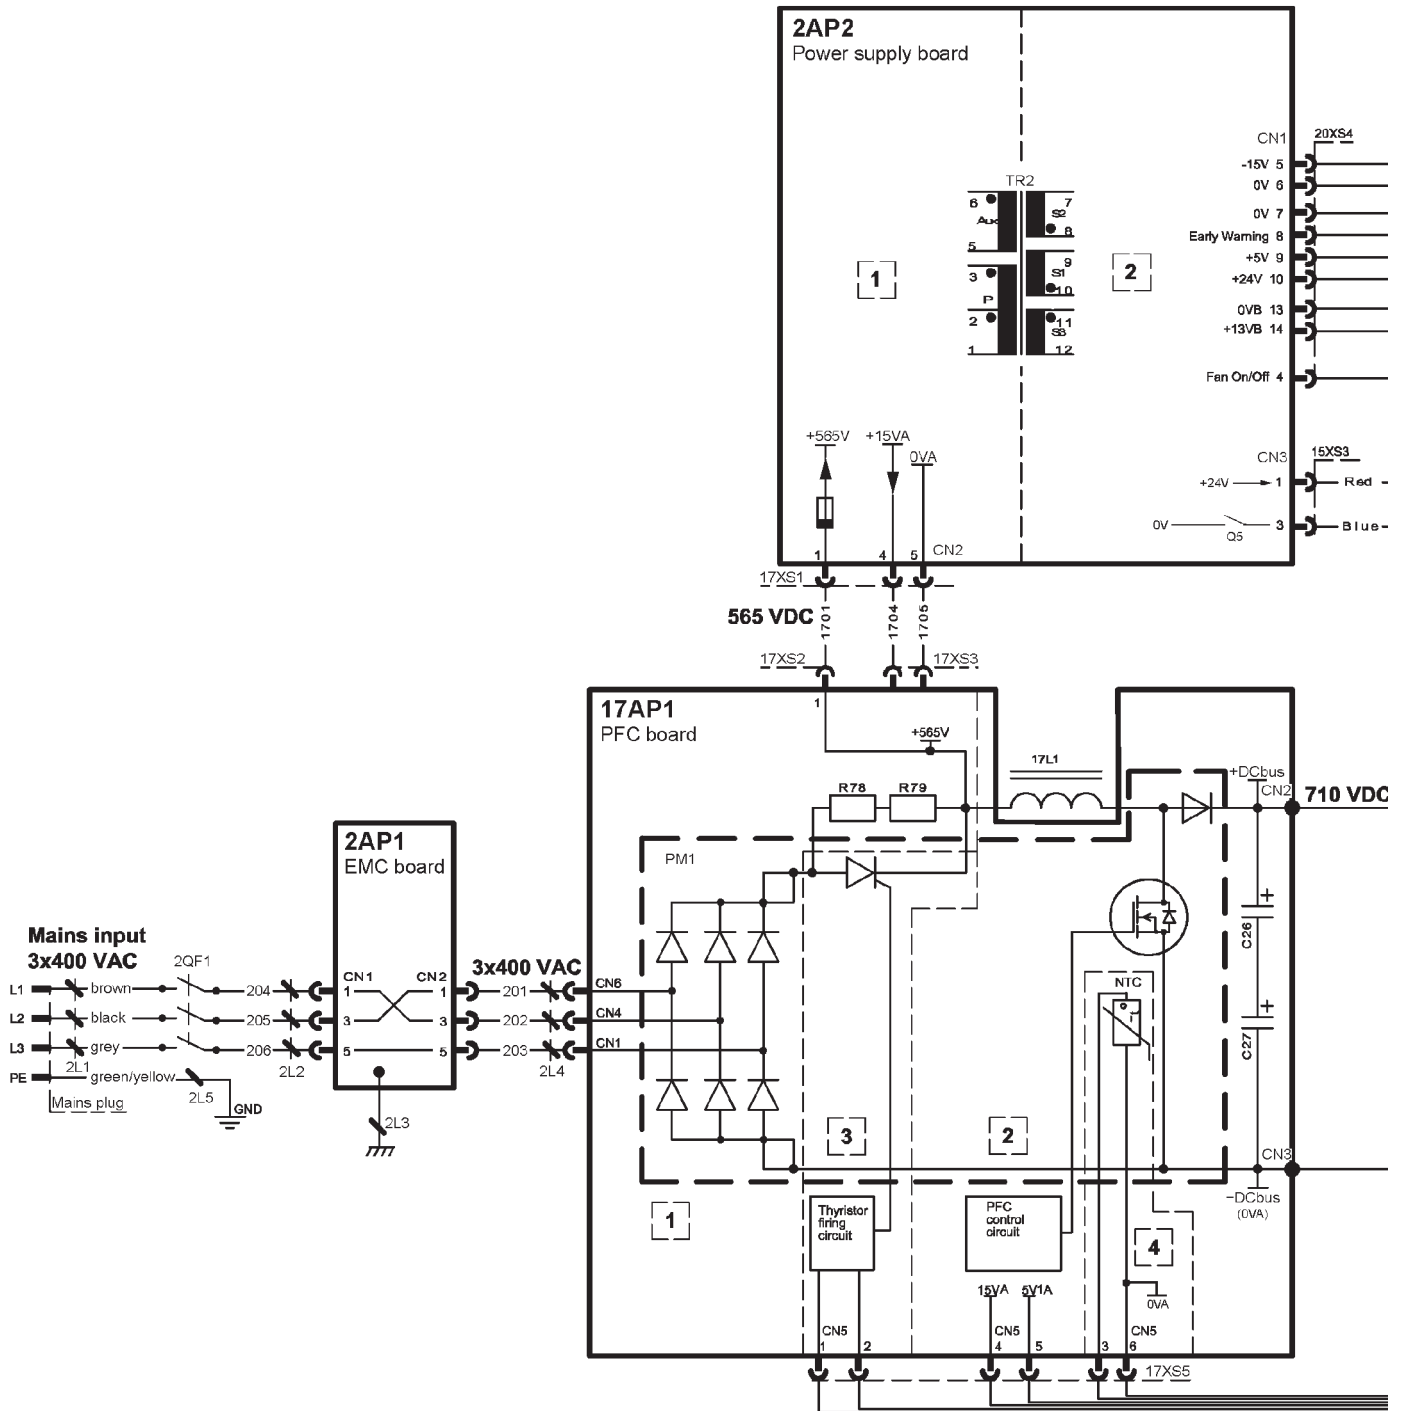 2AP2
Power supply board
CN1 20XS4
-15V 5
0V 6
0V 7
Early Warning 8
+5V 9
+24V 10
0VB 13
+13VB 14
Fan On/Off 4
TR2
6 7
Aux S2
5 8
3 9
P S1
10
2 11
S3
1 12
1
2
CN3 15XS3
+24V 1 Red
0V Q5 3 Blue
+565V +15VA
0VA
1 4 5 CN2
17XS1
565 VDC
1701 1704 1705
17XS2 17XS3
17AP1
PFC board
1
+565V
17L1
+DCbus
CN2 710 VDC
R78 R79
PM1
2AP1
EMC board
Mains input
3x400 VAC
2QF1
CN1 CN2
3x400 VAC
L1 brown 204 1 1 201 CN6
L2 black 205 3 3 202 CN4
L3 grey 206 5 5 203 CN1
2L1 2L2 2L4
PE green/yellow
2L5
GND
Mains plug
2L3
C26
C27
NTC
-t
CN3
-DCbus
(0VA)
3
2
1
4
Thyristor
firing
circuit
PFC
control
circuit
15VA 5V1A
0VA
CN5 CN5 CN5
1 2 4 5 3 6
17XS5